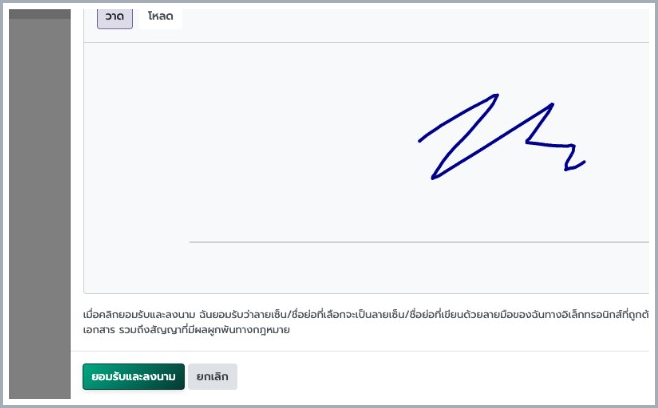 วาด โหลด
เมื่อคลิกยอมรับและลงนาม ฉันยอมรับว่าลายเซ็น/ชื่อย่อที่เลือกจะเป็นลายเซ็น/ชื่อย่อที่เขียนด้วยลายมือของฉันทางอิเล็กทรอนิกส์ที่ถูกต้
เอกสาร รวมถึงสัญญาที่มีผลผูกพันทางกฎหมาย
ยอมรับและลงนาม ยกเลิก